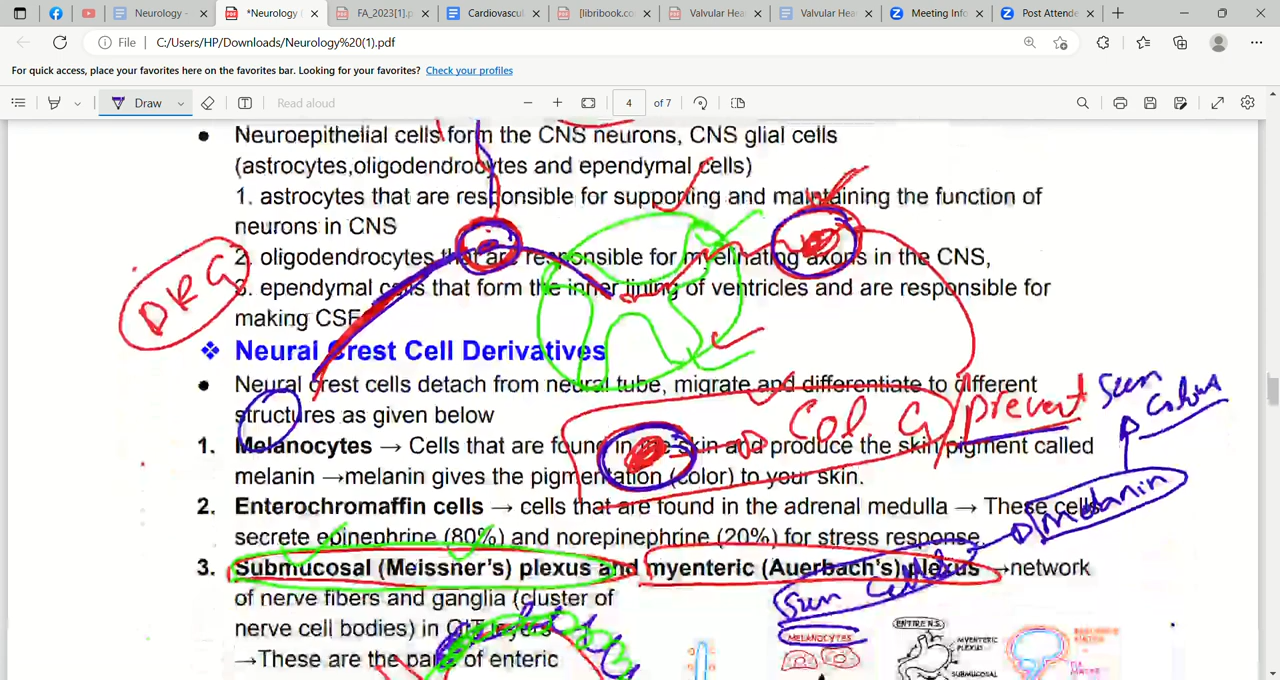 Neurology -
*Neurology (
FA_2023[1].p
Cardiovascu
[libribook.co
Valvular Hea
Valvular Hea
Meeting Info
Post Attende
File
C:/Users/HP/Downloads/Neurology%20(1).pdf
For quick access, place your favorites here on the favorites bar. Looking for your favorites? Check your profiles
Draw
Read aloud
4 of 7
Neuroepithelial cells form the CNS neurons, CNS glial cells
(astrocytes,oligodendrocytes and ependymal cells)
1. astrocytes that are responsible for supporting and maintaining the function of
neurons in CNS
2. oligodendrocytes that are responsible for myelinating axons in the CNS,
3. ependymal cells that form the inner lining of ventricles and are responsible for
making CSF
DRG
❖ Neural Crest Cell Derivatives
● Neural crest cells detach from neural tube, migrate and differentiate to different
structures as given below
Col. G prevent
colour
1. Melanocytes → Cells that are found in the skin and produce the skin pigment called
melanin →melanin gives the pigmentation (color) to your skin.
2. Enterochromaffin cells → cells that are found in the adrenal medulla → These cells
melanin
secrete epinephrine (80%) and norepinephrine (20%) for stress response.
3. Submucosal (Meissner's) plexus and myenteric (Auerbach's) plexus →network
of nerve fibers and ganglia (cluster of
nerve cell bodies) in GIT layers
→These are the part of enteric
MELANOCYTES
ENTIRE N.S.
MYENTERIC
PLEXUS
SUBMUCOSAL